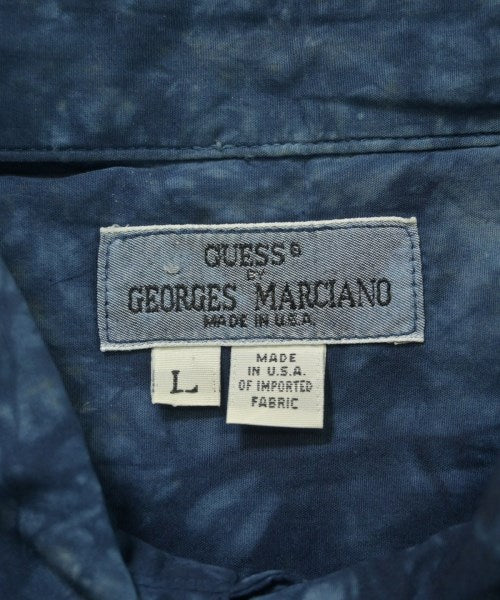 GUESS®
BY
GEORGES MARCIANO
MADE IN U.S.A.
L
MADE
IN U.S.A.
OF IMPORTED
FABRIC